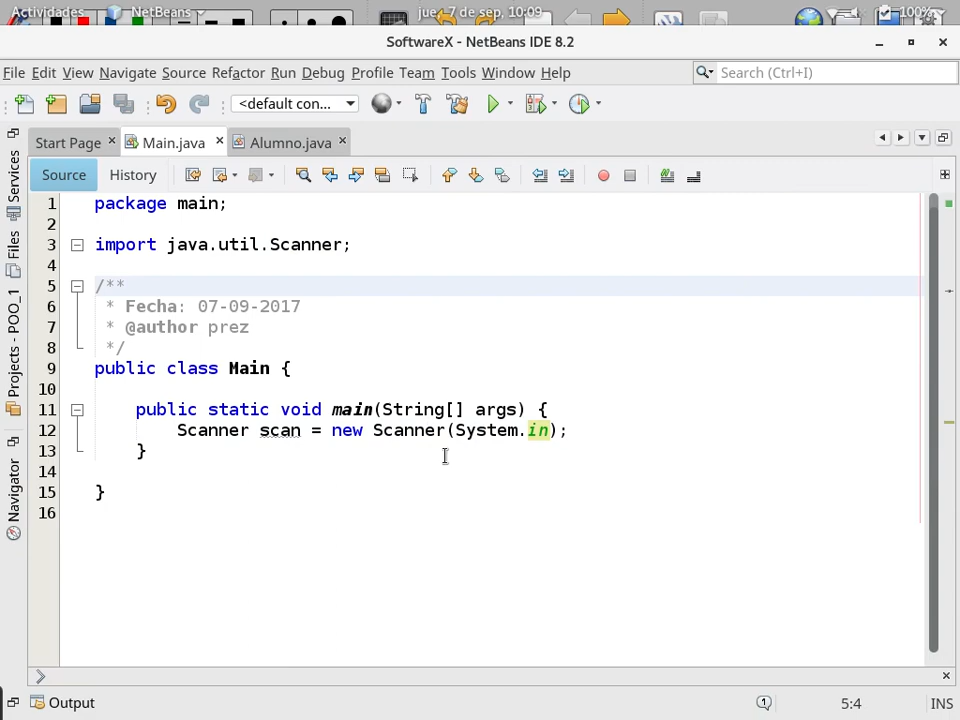 Actividades NetBeans jue 7 de sep, 10:09 100%
SoftwareX - NetBeans IDE 8.2
File Edit View Navigate Source Refactor Run Debug Profile Team Tools Window Help
Search (Ctrl+I)
<default con...
Start Page Main.java Alumno.java
Source History
Services
Files
Projects - POO_1
Navigator
1 package main;
2
3 import java.util.Scanner;
4
5 /**
6 * Fecha: 07-09-2017
7 * @author prez
8 */
9 public class Main {
10
11 public static void main(String[] args) {
12 Scanner scan = new Scanner(System.in);
13 }
14
15 }
16
Output 1 5:4 INS